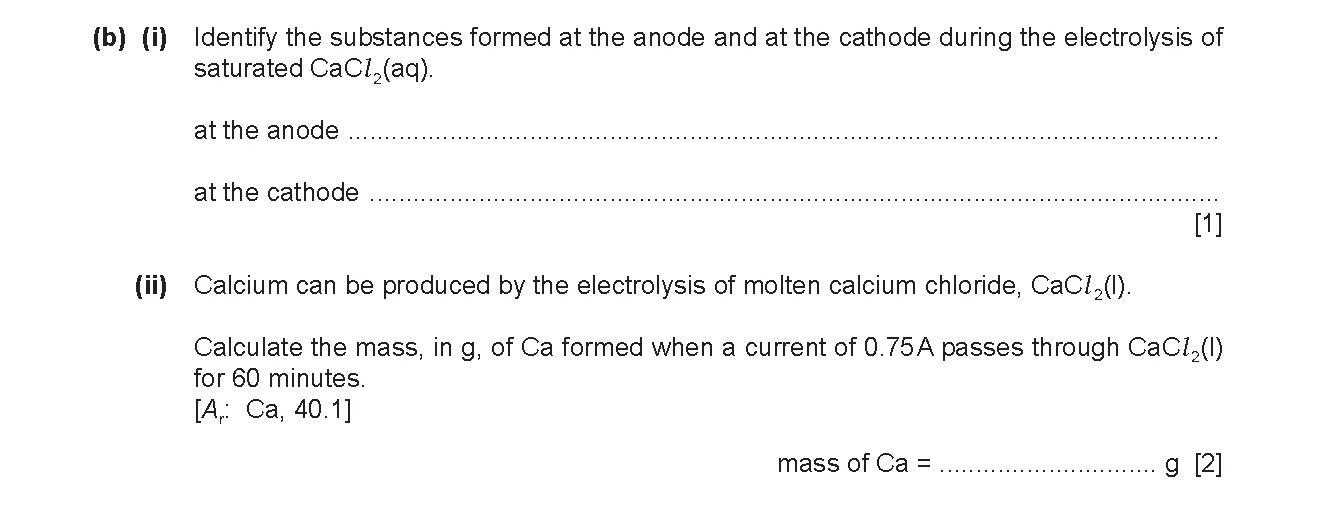 (b) (i) Identify the substances formed at the anode and at the cathode during the electrolysis of
saturated CaCl₂(aq).
at the anode ........................................................................................................................
at the cathode .....................................................................................................................
[1]
(ii) Calcium can be produced by the electrolysis of molten calcium chloride, CaCl₂(l).
Calculate the mass, in g, of Ca formed when a current of 0.75A passes through CaCl₂(l)
for 60 minutes.
[Aᵣ: Ca, 40.1]
mass of Ca = .............................. g [2]